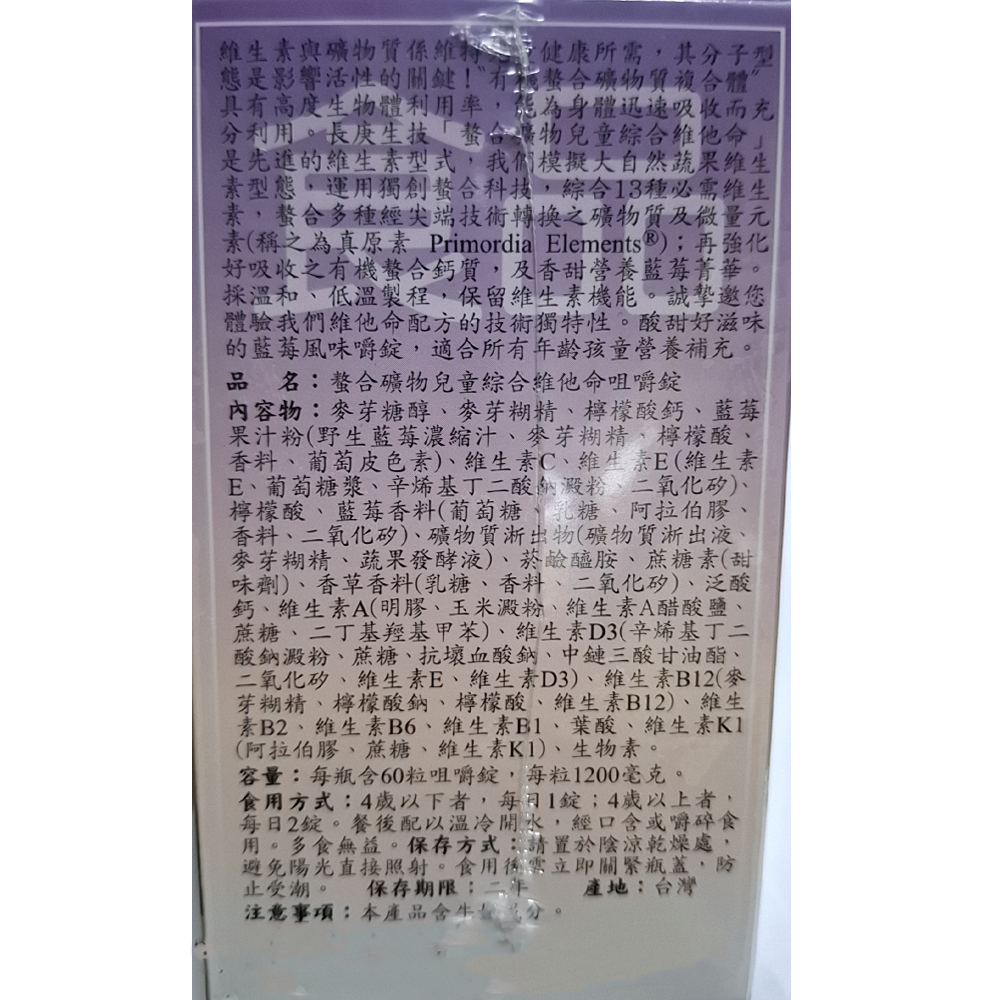 維生素與礦物質係維持 健康所需，其分子型
態是影響活性的關鍵！"有機螯合礦物質複合體"
具有高度生物體利用率，能為身體迅速吸收而充
分利用。長庚生技「螯合礦物兒童綜合維他命」
是先進的維生素型式，我們模擬大自然蔬果維生
素型態，運用獨創螯合科技，綜合13種必需維生
素，螯合多種經尖端技術轉換之礦物質及微量元
素(稱之為真原素 Primordia Elements®)；再強化
好吸收之有機螯合鈣質，及香甜營養藍莓菁華。
採溫和、低溫製程，保留維生素機能。誠摯邀您
體驗我們維他命配方的技術獨特性。酸甜好滋味
的藍莓風味嚼錠，適合所有年齡孩童營養補充。
食品
品 名：螯合礦物兒童綜合維他命咀嚼錠
內容物：麥芽糖醇、麥芽糊精、檸檬酸鈣、藍莓
果汁粉(野生藍莓濃縮汁、麥芽糊精、檸檬酸、
香料、葡萄皮色素)、維生素C、維生素E(維生素
E、葡萄糖漿、辛烯基丁二酸鈉澱粉、二氧化矽)、
檸檬酸、藍莓香料(葡萄糖、乳糖、阿拉伯膠、
香料、二氧化矽)、礦物質淅出物(礦物質淅出液、
麥芽糊精、蔬果發酵液)、菸鹼醯胺、蔗糖素(甜
味劑)、香草香料(乳糖、香料、二氧化矽)、泛酸
鈣、維生素A(明膠、玉米澱粉、維生素A醋酸鹽、
蔗糖、二丁基羥基甲苯)、維生素D3(辛烯基丁二
酸鈉澱粉、蔗糖、抗壞血酸鈉、中鏈三酸甘油酯、
二氧化矽、維生素E、維生素D3)、維生素B12(麥
芽糊精、檸檬酸鈉、檸檬酸、維生素B12)、維生
素B2、維生素B6、維生素B1、葉酸、維生素K1
(阿拉伯膠、蔗糖、維生素K1)、生物素。
容量：每瓶含60粒咀嚼錠，每粒1200毫克。
食用方式：4歲以下者，每日1錠；4歲以上者，
每日2錠。餐後配以溫冷開水，經口含或嚼碎食
用。多食無益。保存方式：請置於陰涼乾燥處，
避免陽光直接照射。食用後需立即關緊瓶蓋，防
止受潮。 保存期限：二年 產地：台灣
注意事項：本產品含牛奶成分。